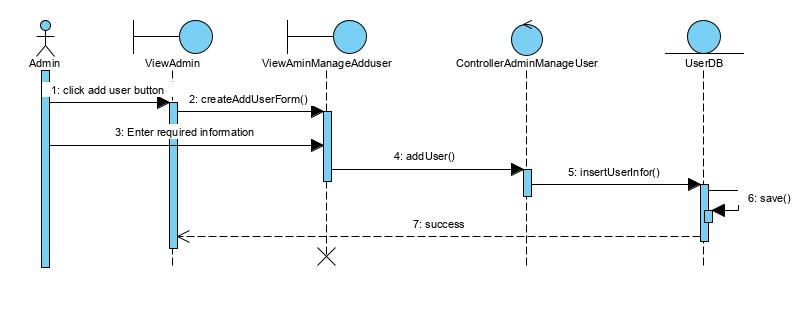 Admin
ViewAdmin
ViewAminManageAdduser
ControllerAdminManageUser
UserDB
1: click add user button
2: createAddUserForm()
3: Enter required information
4: addUser()
5: insertUserInfor()
6: save()
7: success